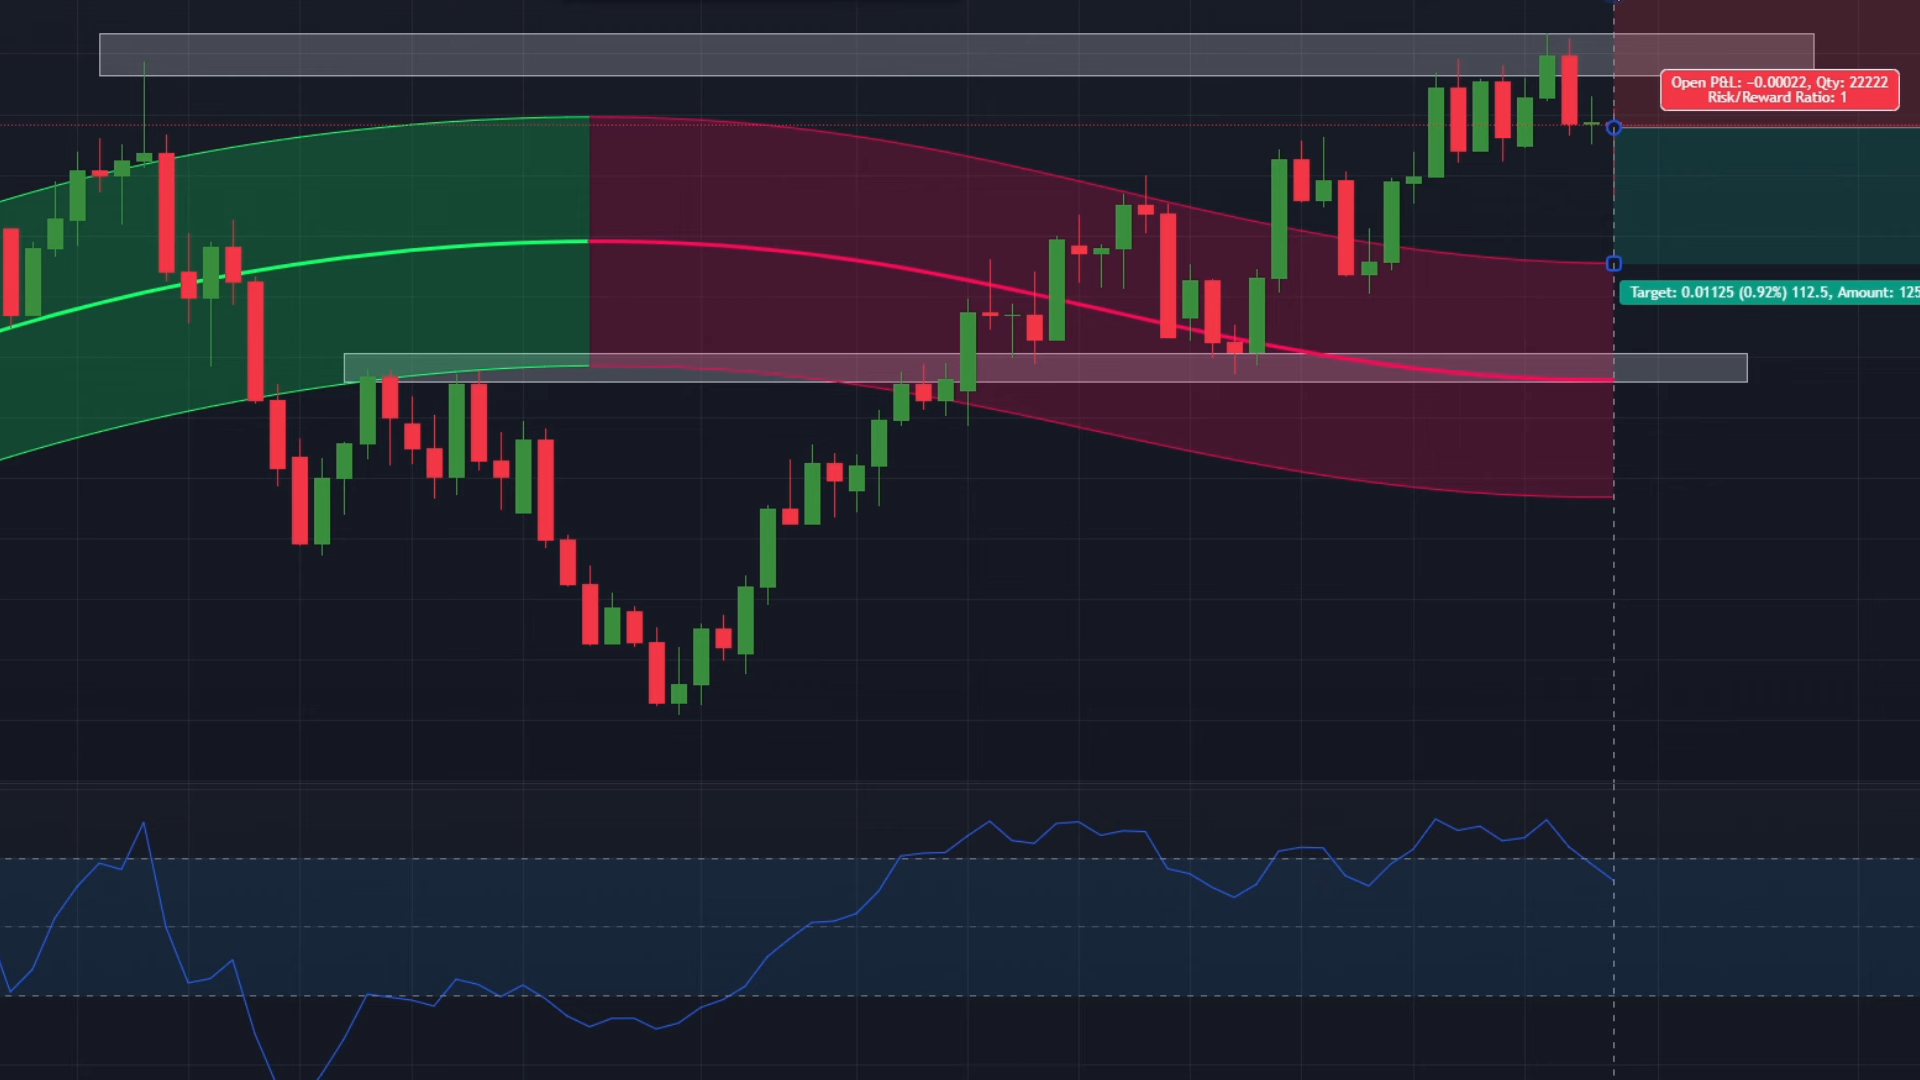 Open P&L: −0.00022, Qty: 22222
Risk/Reward Ratio: 1
Target: 0.01125 (0.92%) 112.5, Amount: 125